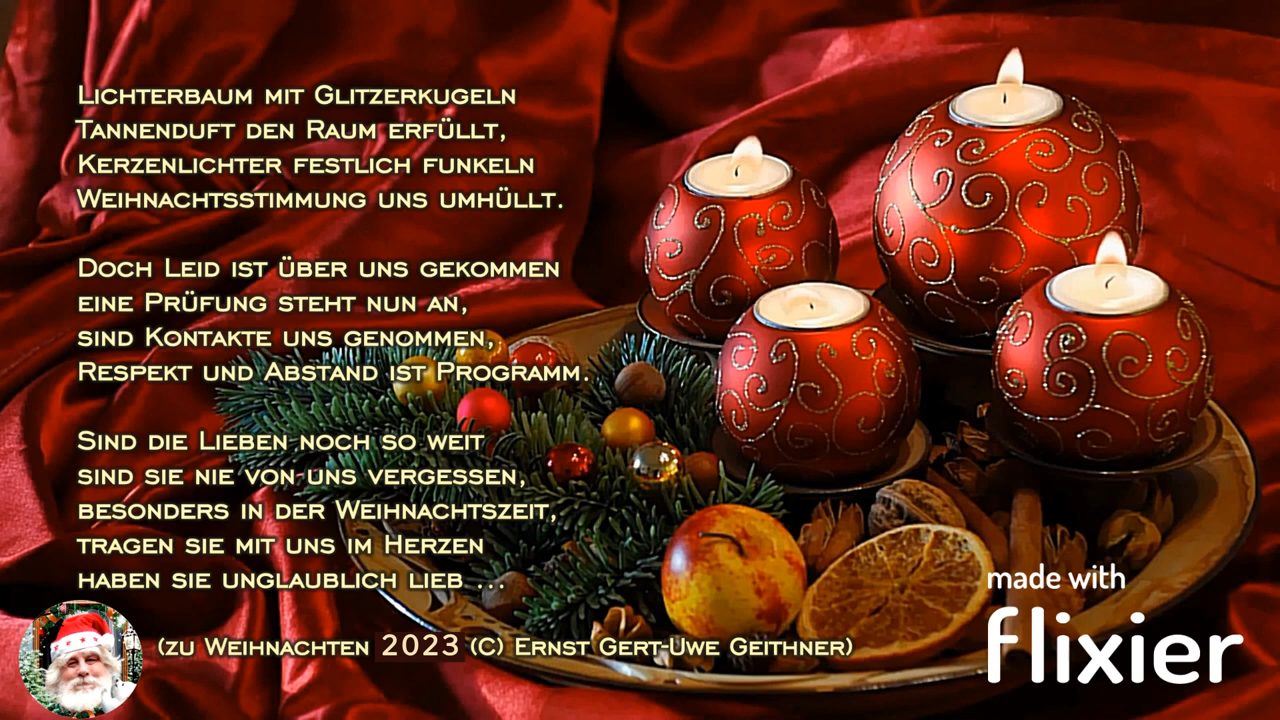 Lichterbaum mit Glitzerkugeln
Tannenduft den Raum erfüllt,
Kerzenlichter festlich funkeln
Weihnachtsstimmung uns umhüllt.
Doch Leid ist über uns gekommen
eine Prüfung steht nun an,
sind Kontakte uns genommen,
Respekt und Abstand ist Programm.
Sind die Lieben noch so weit
sind sie nie von uns vergessen,
besonders in der Weihnachtszeit,
tragen sie mit uns im Herzen
haben sie unglaublich lieb ...
(zu Weihnachten 2023 (C) Ernst Gert-Uwe Geithner)
made with
flixier